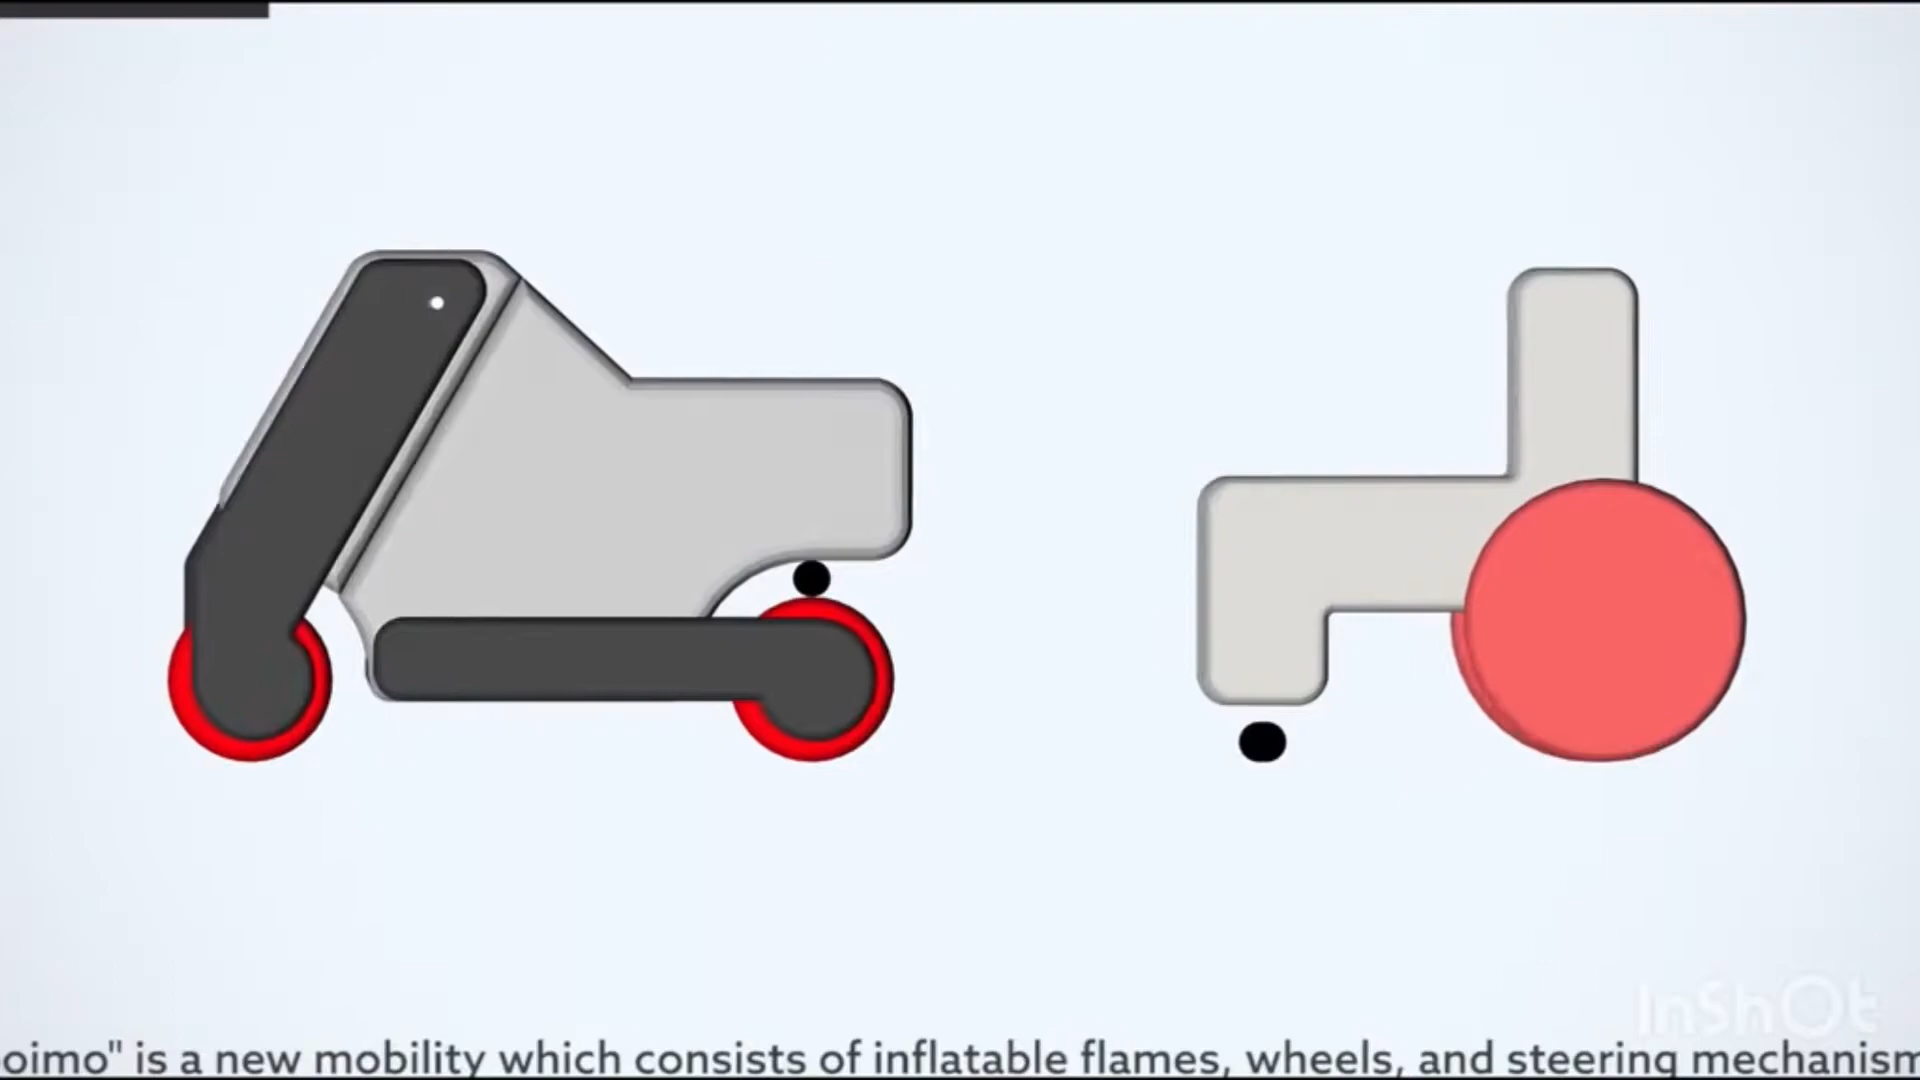 InShOt
oimo" is a new mobility which consists of inflatable flames, wheels, and steering mechanism